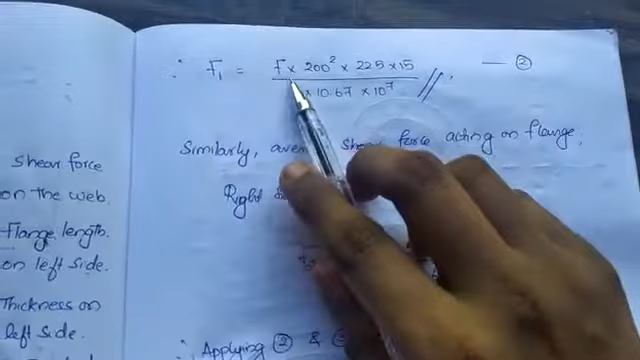 shear force
on the web.
Flange length.
on left side.
Thickness on
left side.
∴ F₁ = F × 200² × 225 × 15
× 10.67 × 10⁷ — ②
Similarly, shear force acting on flange,
Right
∴ Applying ② &